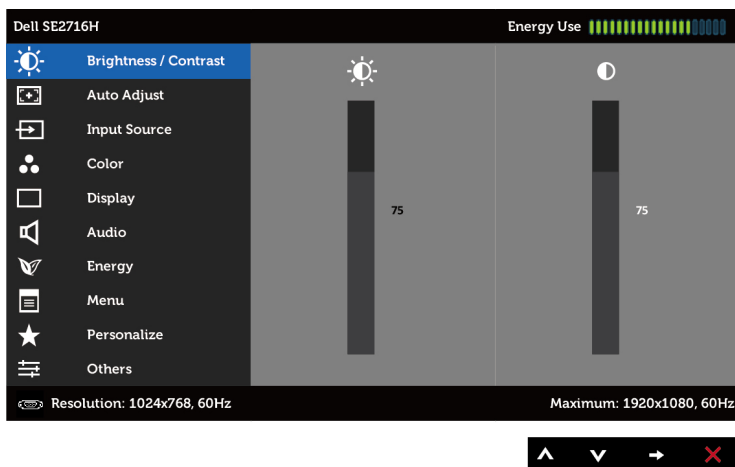 Dell SE2716H Energy Use
Brightness / Contrast
Auto Adjust
Input Source
Color
Display
75 75
Audio
Energy
Menu
Personalize
Others
Resolution: 1024x768, 60Hz Maximum: 1920x1080, 60Hz